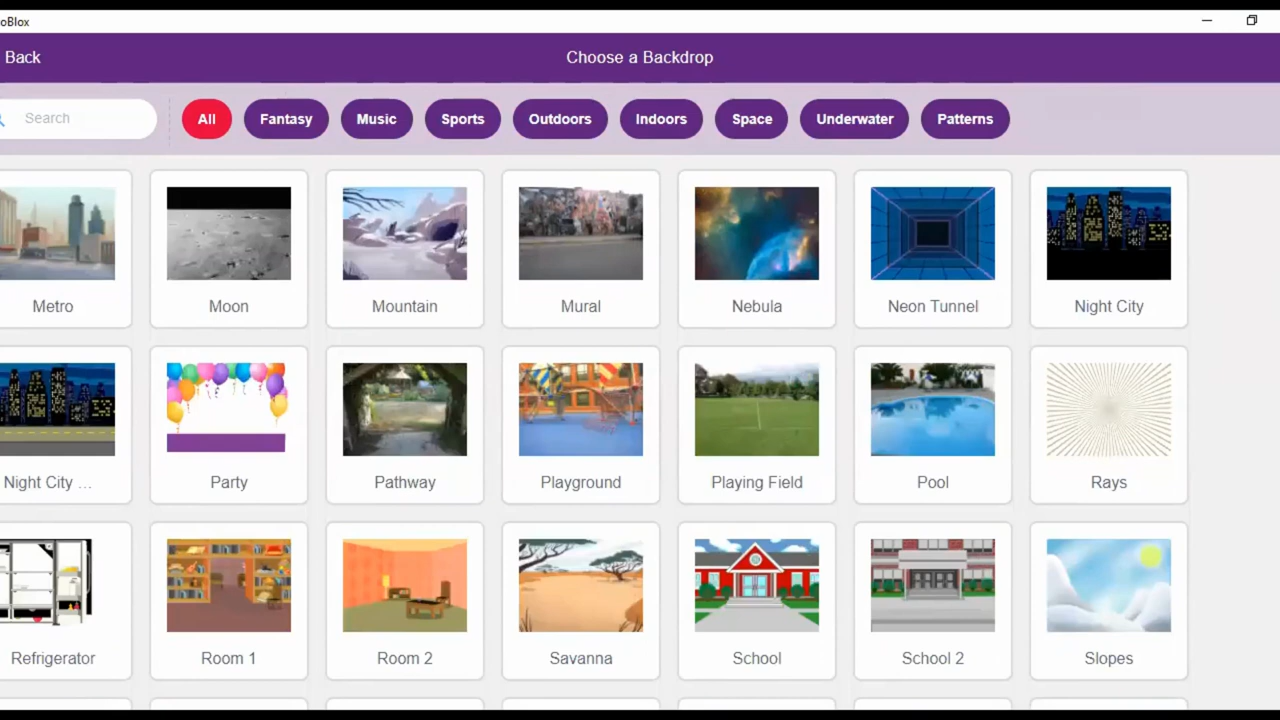 oBlox
Back
Choose a Backdrop
Search
All
Fantasy
Music
Sports
Outdoors
Indoors
Space
Underwater
Patterns
Metro
Moon
Mountain
Mural
Nebula
Neon Tunnel
Night City
Night City ...
Party
Pathway
Playground
Playing Field
Pool
Rays
Refrigerator
Room 1
Room 2
Savanna
School
School 2
Slopes